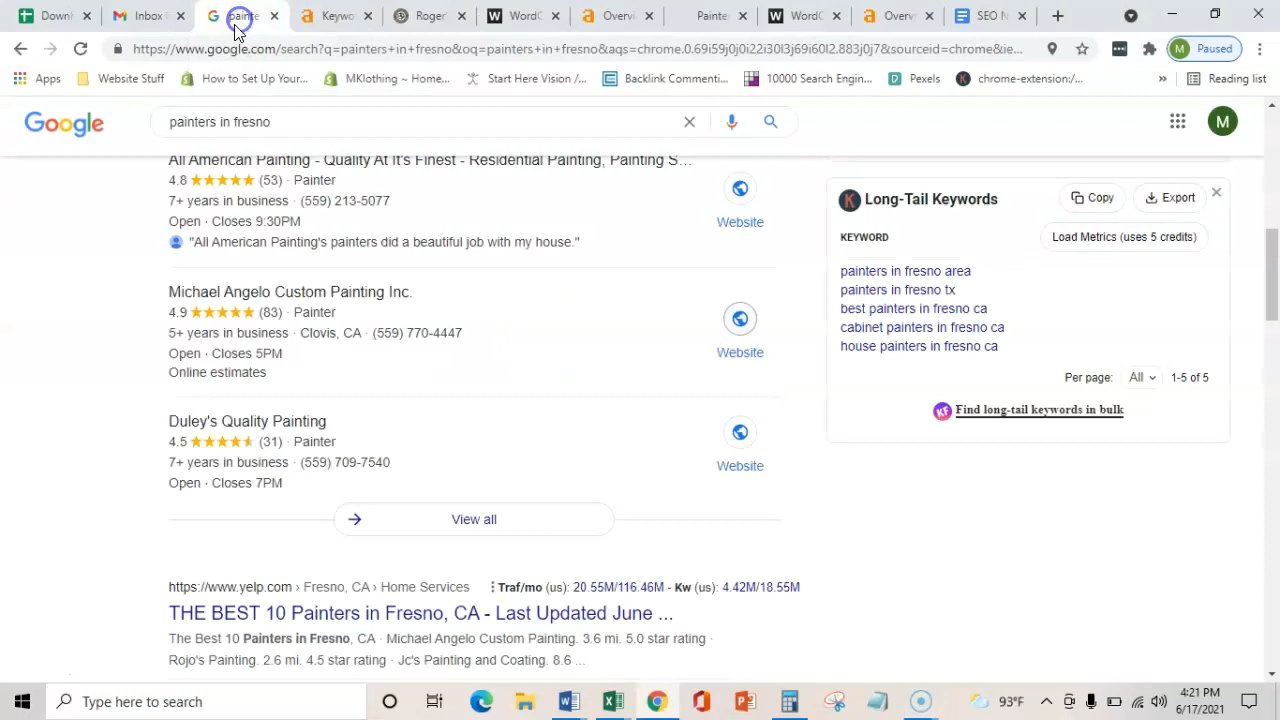 Down
Inbox
painte
Keywo
Roger'
WordC
Overv
Painter
WordC
Overv
SEO N
https://www.google.com/search?q=painters+in+fresno&oq=painters+in+fresno&aqs=chrome.0.69i59j0j0i22i30l3j69i60l2.883j0j7&sourceid=chrome&ie...
M Paused
Apps
Website Stuff
How to Set Up Your...
MKlothing ~ Home...
Start Here Vision /...
Backlink Commenti...
10000 Search Engin...
Pexels
chrome-extension:/...
»
Reading list
Google
painters in fresno
M
All American Painting - Quality At It's Finest - Residential Painting, Painting S...
4.8 (53) · Painter
7+ years in business · (559) 213-5077
Open · Closes 9:30PM
"All American Painting's painters did a beautiful job with my house."
Website
Michael Angelo Custom Painting Inc.
4.9 (83) · Painter
5+ years in business · Clovis, CA · (559) 770-4447
Open · Closes 5PM
Online estimates
Website
Duley's Quality Painting
4.5 (31) · Painter
7+ years in business · (559) 709-7540
Open · Closes 7PM
Website
View all
https://www.yelp.com › Fresno, CA › Home Services
Traf/mo (us): 20.55M/116.46M - Kw (us): 4.42M/18.55M
THE BEST 10 Painters in Fresno, CA - Last Updated June ...
The Best 10 Painters in Fresno, CA · Michael Angelo Custom Painting. 3.6 mi. 5.0 star rating ·
Rojo's Painting. 2.6 mi. 4.5 star rating · Jc's Painting and Coating. 8.6 ...
K Long-Tail Keywords
Copy
Export
KEYWORD
Load Metrics (uses 5 credits)
painters in fresno area
painters in fresno tx
best painters in fresno ca
cabinet painters in fresno ca
house painters in fresno ca
Per page: All 1-5 of 5
KF Find long-tail keywords in bulk
Type here to search
93°F
4:21 PM
6/17/2021